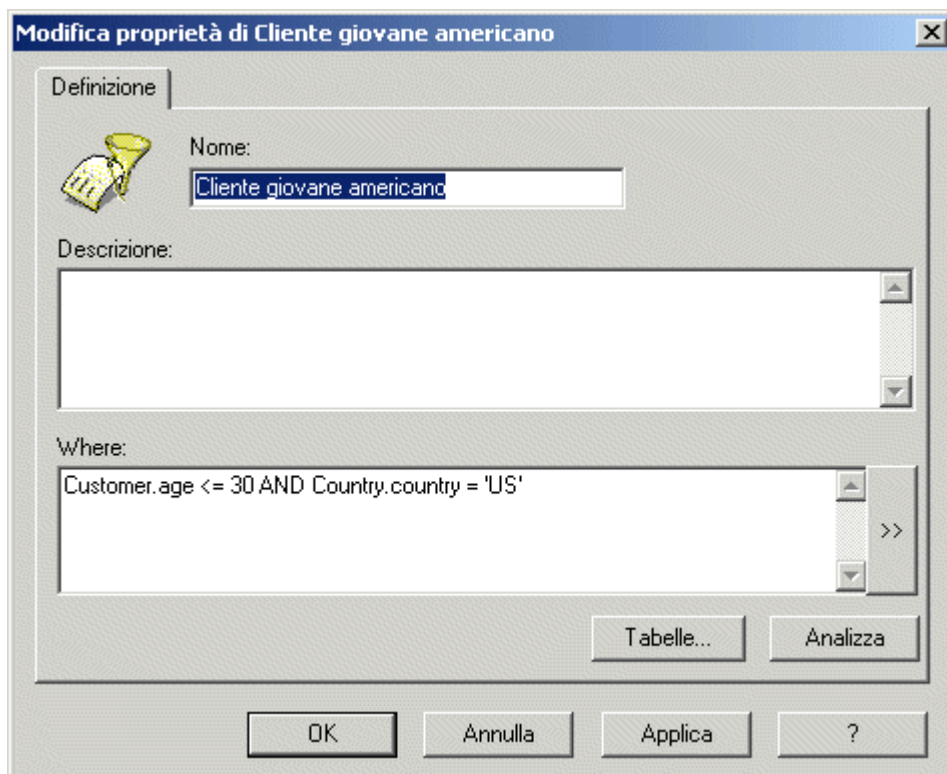 Modifica proprietà di Cliente giovane americano
Definizione
Nome:
Cliente giovane americano
Descrizione:
Where:
Customer.age <= 30 AND Country.country = 'US'
>>
Tabelle...
Analizza
OK
Annulla
Applica
?